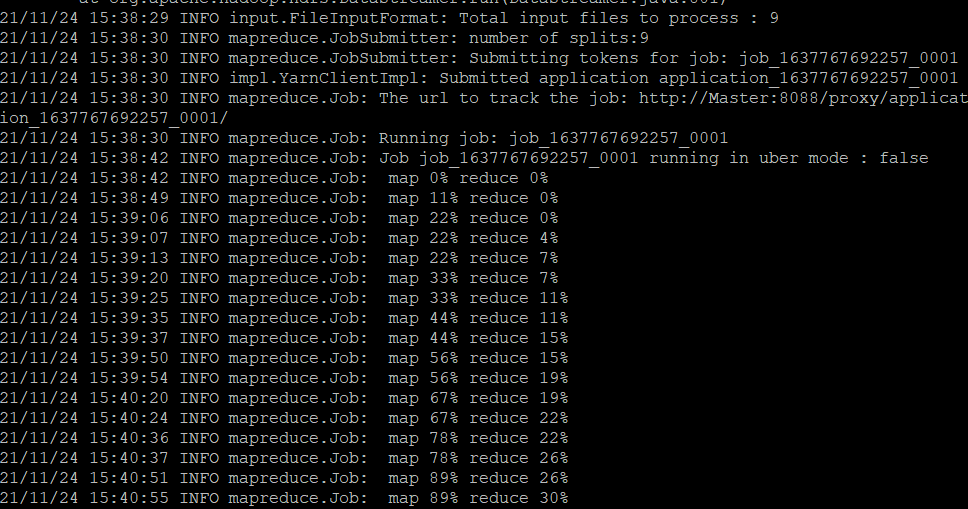 at org.apache.hadoop.hdfs.DataStreamer.run(DataStreamer.java:801)
21/11/24 15:38:29 INFO input.FileInputFormat: Total input files to process : 9
21/11/24 15:38:30 INFO mapreduce.JobSubmitter: number of splits:9
21/11/24 15:38:30 INFO mapreduce.JobSubmitter: Submitting tokens for job: job_1637767692257_0001
21/11/24 15:38:30 INFO impl.YarnClientImpl: Submitted application application_1637767692257_0001
21/11/24 15:38:30 INFO mapreduce.Job: The url to track the job: http://Master:8088/proxy/applicat
ion_1637767692257_0001/
21/11/24 15:38:30 INFO mapreduce.Job: Running job: job_1637767692257_0001
21/11/24 15:38:42 INFO mapreduce.Job: Job job_1637767692257_0001 running in uber mode : false
21/11/24 15:38:42 INFO mapreduce.Job:  map 0% reduce 0%
21/11/24 15:38:49 INFO mapreduce.Job:  map 11% reduce 0%
21/11/24 15:39:06 INFO mapreduce.Job:  map 22% reduce 0%
21/11/24 15:39:07 INFO mapreduce.Job:  map 22% reduce 4%
21/11/24 15:39:13 INFO mapreduce.Job:  map 22% reduce 7%
21/11/24 15:39:20 INFO mapreduce.Job:  map 33% reduce 7%
21/11/24 15:39:25 INFO mapreduce.Job:  map 33% reduce 11%
21/11/24 15:39:35 INFO mapreduce.Job:  map 44% reduce 11%
21/11/24 15:39:37 INFO mapreduce.Job:  map 44% reduce 15%
21/11/24 15:39:50 INFO mapreduce.Job:  map 56% reduce 15%
21/11/24 15:39:54 INFO mapreduce.Job:  map 56% reduce 19%
21/11/24 15:40:20 INFO mapreduce.Job:  map 67% reduce 19%
21/11/24 15:40:24 INFO mapreduce.Job:  map 67% reduce 22%
21/11/24 15:40:36 INFO mapreduce.Job:  map 78% reduce 22%
21/11/24 15:40:37 INFO mapreduce.Job:  map 78% reduce 26%
21/11/24 15:40:51 INFO mapreduce.Job:  map 89% reduce 26%
21/11/24 15:40:55 INFO mapreduce.Job:  map 89% reduce 30%